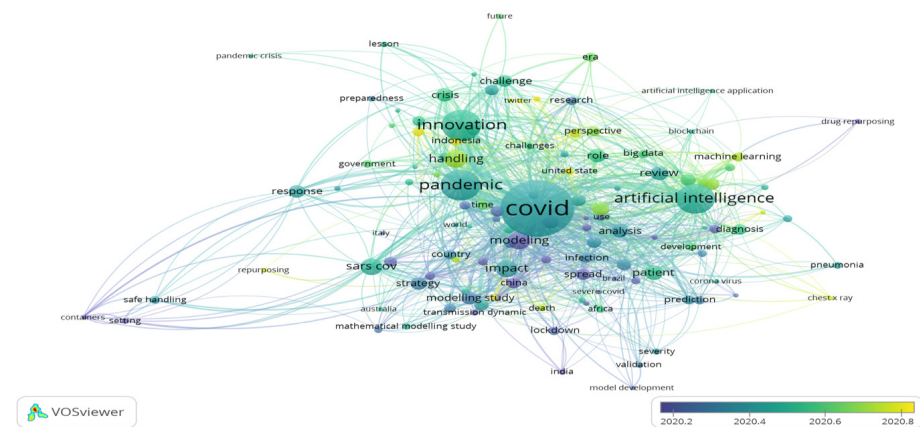 future
lesson
pandemic crisis
era
challenge
artificial intelligence application
crisis
preparedness
twitter
research
drug repurposing
innovation
perspective
blockchain
indonesia
challenges
handling
role
big data
machine learning
government
united state
review
pandemic
response
artificial intelligence
time
covid
use
world
italy
analysis
diagnosis
modeling
development
country
infection
sars cov
impact
patient
pneumonia
repurposing
spread
brazil
strategy
china
corona virus
severe covid
safe handling
modelling study
prediction
chest x ray
australia
transmission dynamic
death
africa
containers
setting
mathematical modelling study
lockdown
severity
validation
india
model development
VOSviewer
2020.2 2020.4 2020.6 2020.8